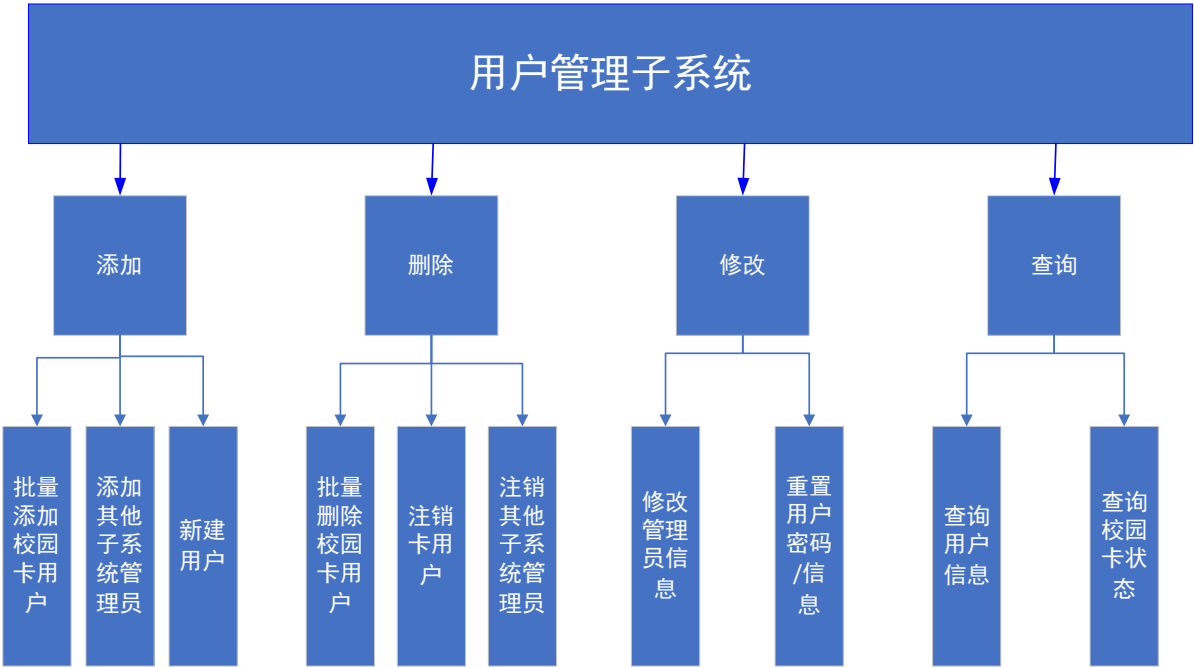 用户管理子系统
添加
删除
修改
查询
批量
添加
校园
卡用
户
添加
其他
子系
统管
理员
新建
用户
批量
删除
校园
卡用
户
注销
卡用
户
注销
其他
子系
统管
理员
修改
管理
员信
息
重置
用户
密码
/信
息
查询
用户
信息
查询
校园
卡状
态